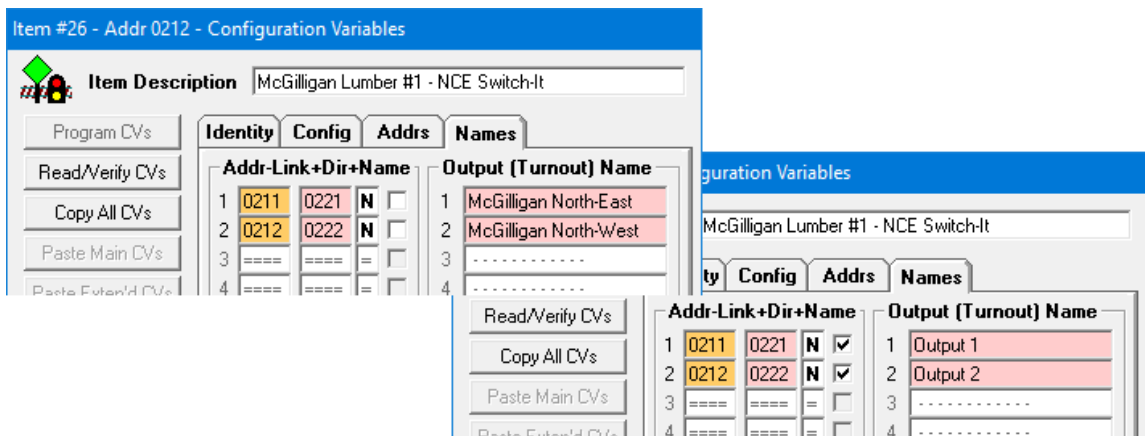 Item #26 - Addr 0212 - Configuration Variables
Item Description McGilligan Lumber #1 - NCE Switch-It
Program CVs Identity Config Addrs Names
Read/Verify CVs Addr-Link+Dir+Name Output (Turnout) Name
1 0211 0221 N 1 McGilligan North-East
Copy All CVs 2 0212 0222 N 2 McGilligan North-West
Paste Main CVs 3 ==== ==== = 3 - - - - - - - - - - - -
Paste Exten'd CVs 4 ==== ==== = 4 - - - - - - - - - - - -
guration Variables
McGilligan Lumber #1 - NCE Switch-It
ty Config Addrs Names
Read/Verify CVs Addr-Link+Dir+Name Output (Turnout) Name
1 0211 0221 N 1 Output 1
Copy All CVs 2 0212 0222 N 2 Output 2
Paste Main CVs 3 ==== ==== = 3 - - - - - - - - - - - -
Paste Exten'd CVs 4 ==== ==== = 4 - - - - - - - - - - - -